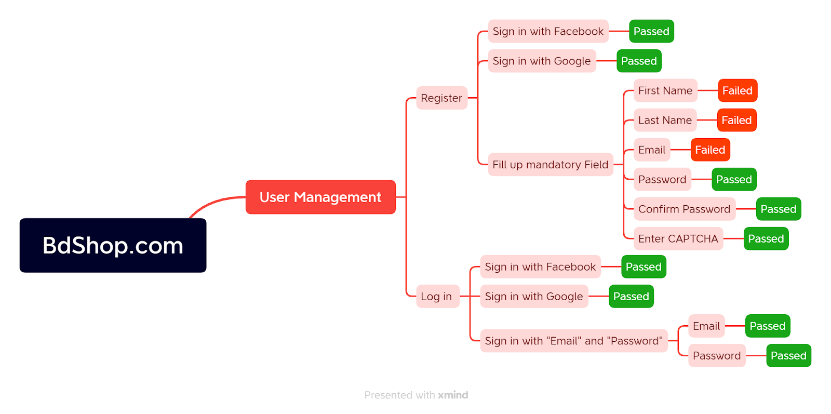 BdShop.com
User Management
Register
Sign in with Facebook
Passed
Sign in with Google
Passed
Fill up mandatory Field
First Name
Failed
Last Name
Failed
Email
Failed
Password
Passed
Confirm Password
Passed
Enter CAPTCHA
Passed
Log in
Sign in with Facebook
Passed
Sign in with Google
Passed
Sign in with "Email" and "Password"
Email
Passed
Password
Passed
Presented with xmind